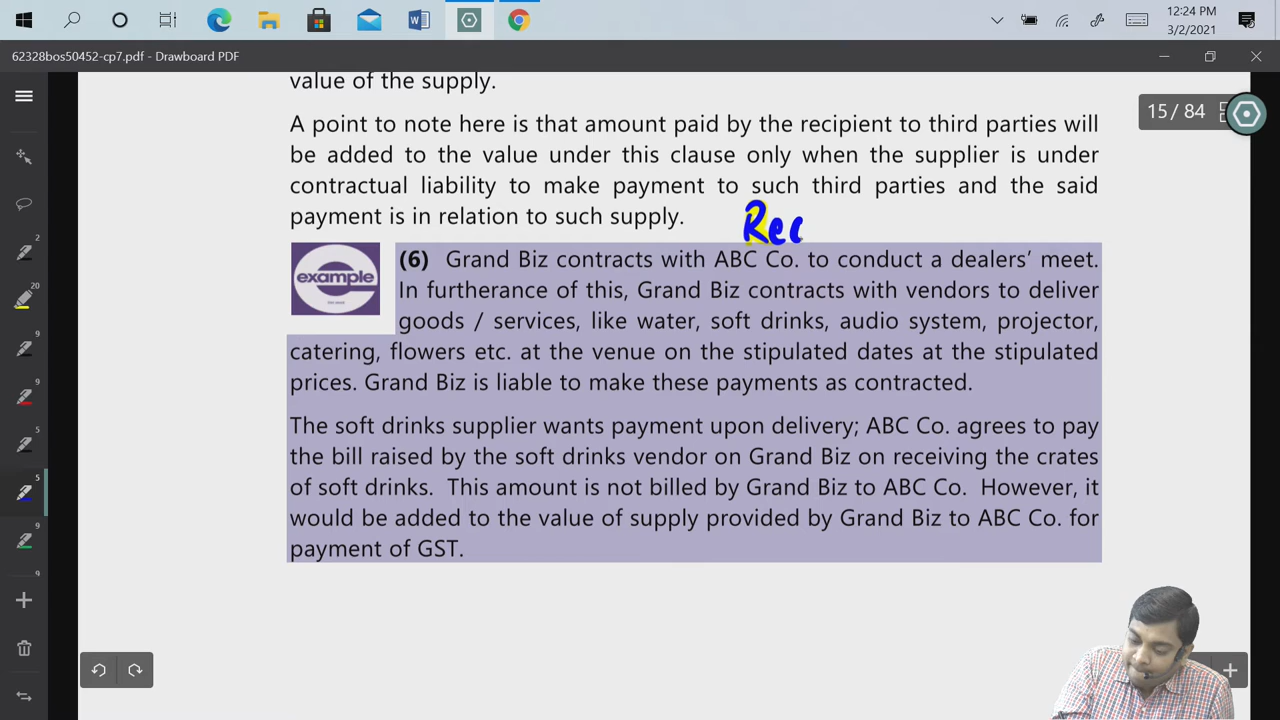 12:24 PM
3/2/2021
62328bos50452-cp7.pdf - Drawboard PDF
value of the supply.
15 / 84
A point to note here is that amount paid by the recipient to third parties will
be added to the value under this clause only when the supplier is under
contractual liability to make payment to such third parties and the said
payment is in relation to such supply.
Rec
example
(6) Grand Biz contracts with ABC Co. to conduct a dealers’ meet.
In furtherance of this, Grand Biz contracts with vendors to deliver
goods / services, like water, soft drinks, audio system, projector,
catering, flowers etc. at the venue on the stipulated dates at the stipulated
prices. Grand Biz is liable to make these payments as contracted.
The soft drinks supplier wants payment upon delivery; ABC Co. agrees to pay
the bill raised by the soft drinks vendor on Grand Biz on receiving the crates
of soft drinks. This amount is not billed by Grand Biz to ABC Co. However, it
would be added to the value of supply provided by Grand Biz to ABC Co. for
payment of GST.
2
20
9
9
5
5
9
9